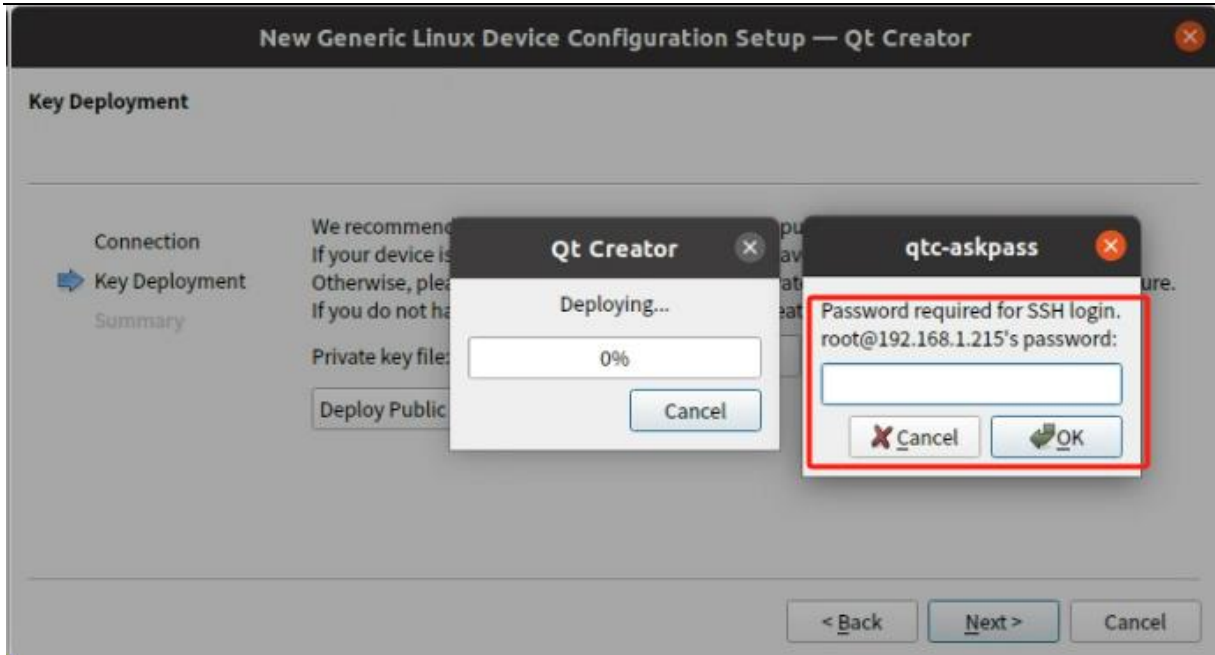 New Generic Linux Device Configuration Setup — Qt Creator
Key Deployment
Connection
Key Deployment
Summary
We recommend
If your device is
Otherwise, plea
If you do not ha
ure.
Private key file:
Deploy Public
Qt Creator
Deploying...
0%
Cancel
qtc-askpass
Password required for SSH login.
root@192.168.1.215's password:
Cancel
OK
< Back
Next >
Cancel